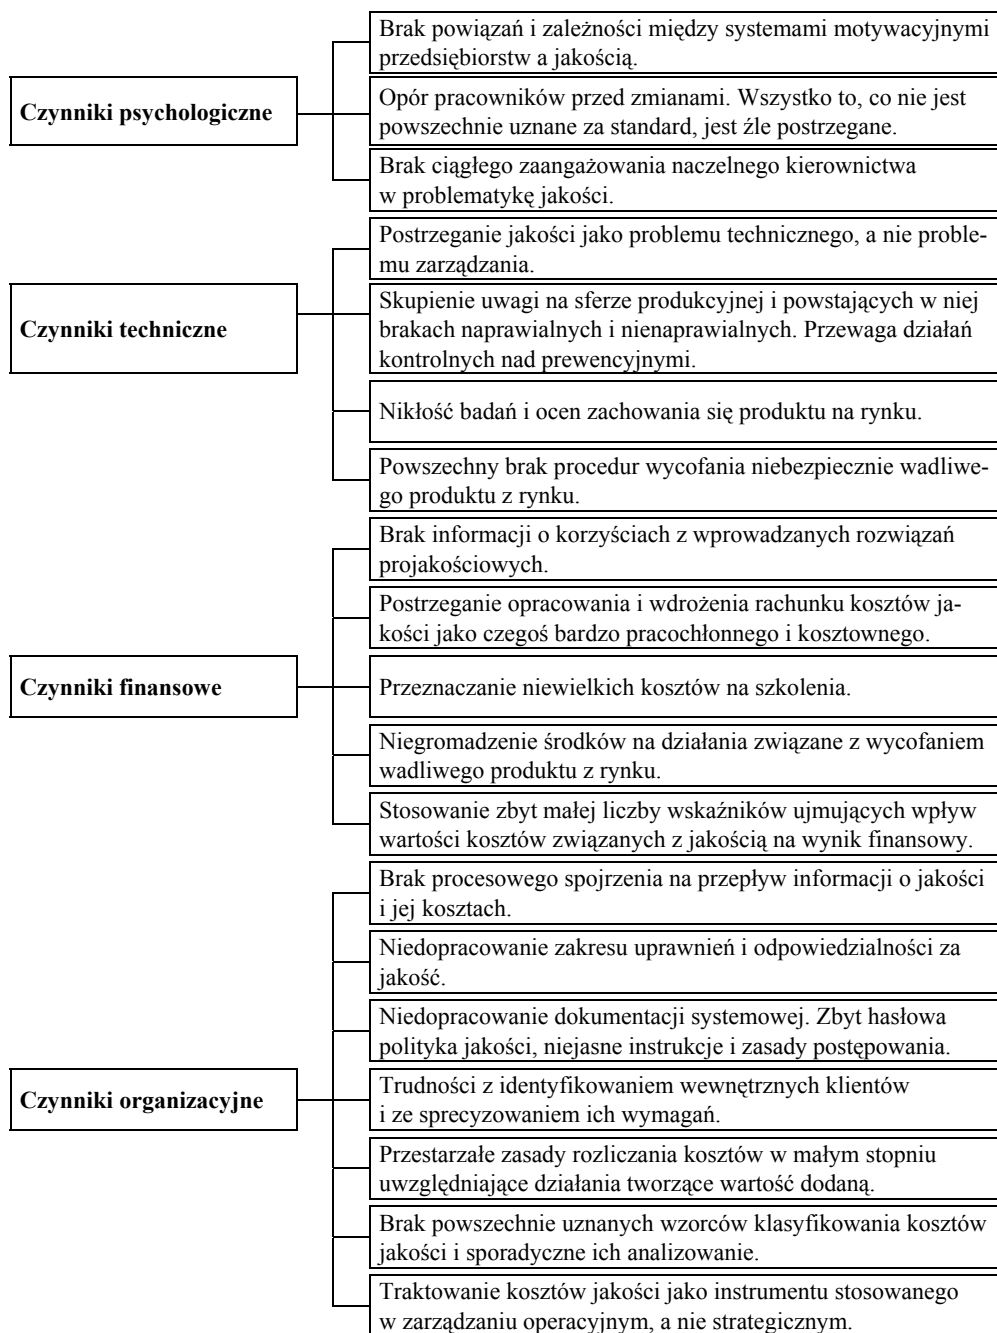 Brak powiązań i zależności między systemami motywacyjnymi
przedsiębiorstw a jakością.
Czynniki psychologiczne
Opór pracowników przed zmianami. Wszystko to, co nie jest
powszechnie uznane za standard, jest źle postrzegane.
Brak ciągłego zaangażowania naczelnego kierownictwa
w problematykę jakości.
Postrzeganie jakości jako problemu technicznego, a nie proble-
mu zarządzania.
Czynniki techniczne
Skupienie uwagi na sferze produkcyjnej i powstających w niej
brakach naprawialnych i nienaprawialnych. Przewaga działań
kontrolnych nad prewencyjnymi.
Nikłość badań i ocen zachowania się produktu na rynku.
Powszechny brak procedur wycofania niebezpiecznie wadliwe-
go produktu z rynku.
Brak informacji o korzyściach z wprowadzanych rozwiązań
projakościowych.
Postrzeganie opracowania i wdrożenia rachunku kosztów ja-
kości jako czegoś bardzo pracochłonnego i kosztownego.
Czynniki finansowe
Przeznaczanie niewielkich kosztów na szkolenia.
Niegromadzenie środków na działania związane z wycofaniem
wadliwego produktu z rynku.
Stosowanie zbyt małej liczby wskaźników ujmujących wpływ
wartości kosztów związanych z jakością na wynik finansowy.
Brak procesowego spojrzenia na przepływ informacji o jakości
i jej kosztach.
Niedopracowanie zakresu uprawnień i odpowiedzialności za
jakość.
Niedopracowanie dokumentacji systemowej. Zbyt hasłowa
polityka jakości, niejasne instrukcje i zasady postępowania.
Czynniki organizacyjne
Trudności z identyfikowaniem wewnętrznych klientów
i ze sprecyzowaniem ich wymagań.
Przestarzałe zasady rozliczania kosztów w małym stopniu
uwzględniające działania tworzące wartość dodaną.
Brak powszechnie uznanych wzorców klasyfikowania kosztów
jakości i sporadyczne ich analizowanie.
Traktowanie kosztów jakości jako instrumentu stosowanego
w zarządzaniu operacyjnym, a nie strategicznym.